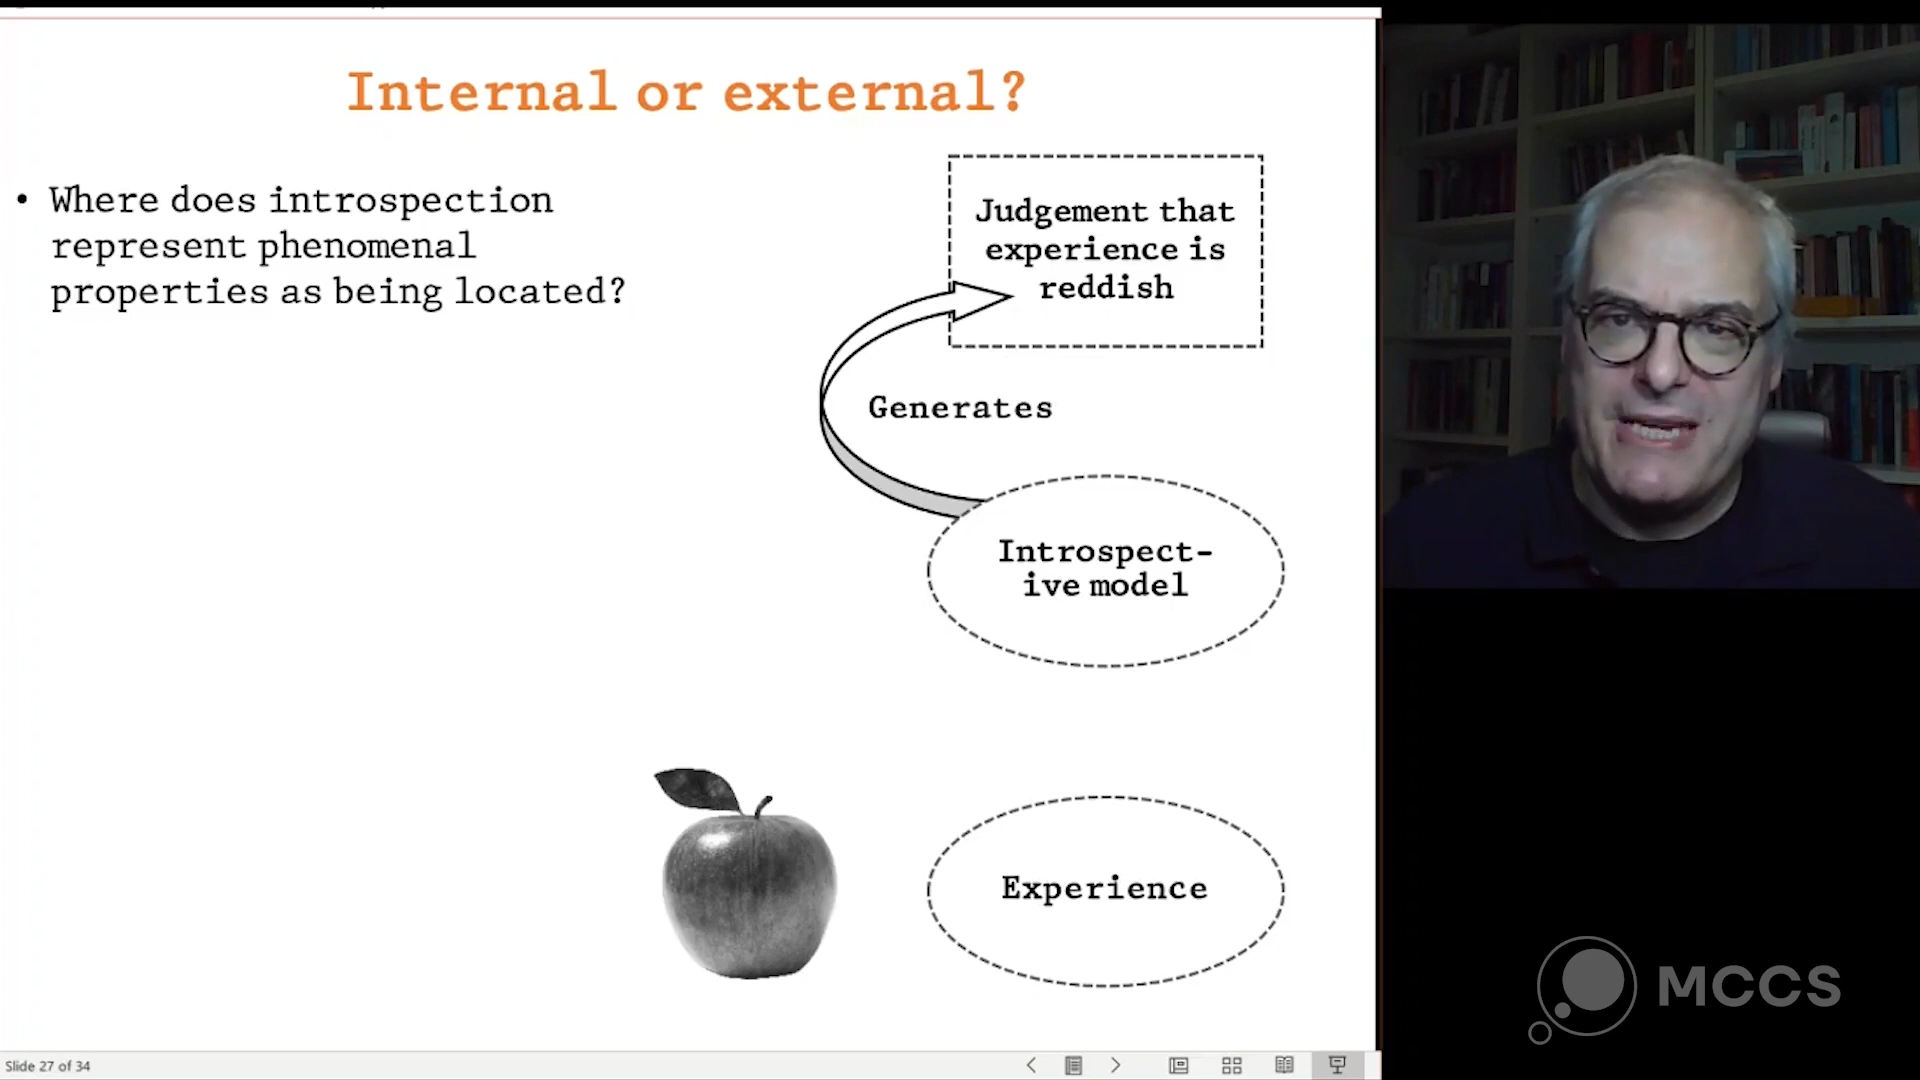 Internal or external?
• Where does introspection
represent phenomenal
properties as being located?
Judgement that
experience is
reddish
Generates
Introspect-
ive model
Experience
MCCS
Slide 27 of 34